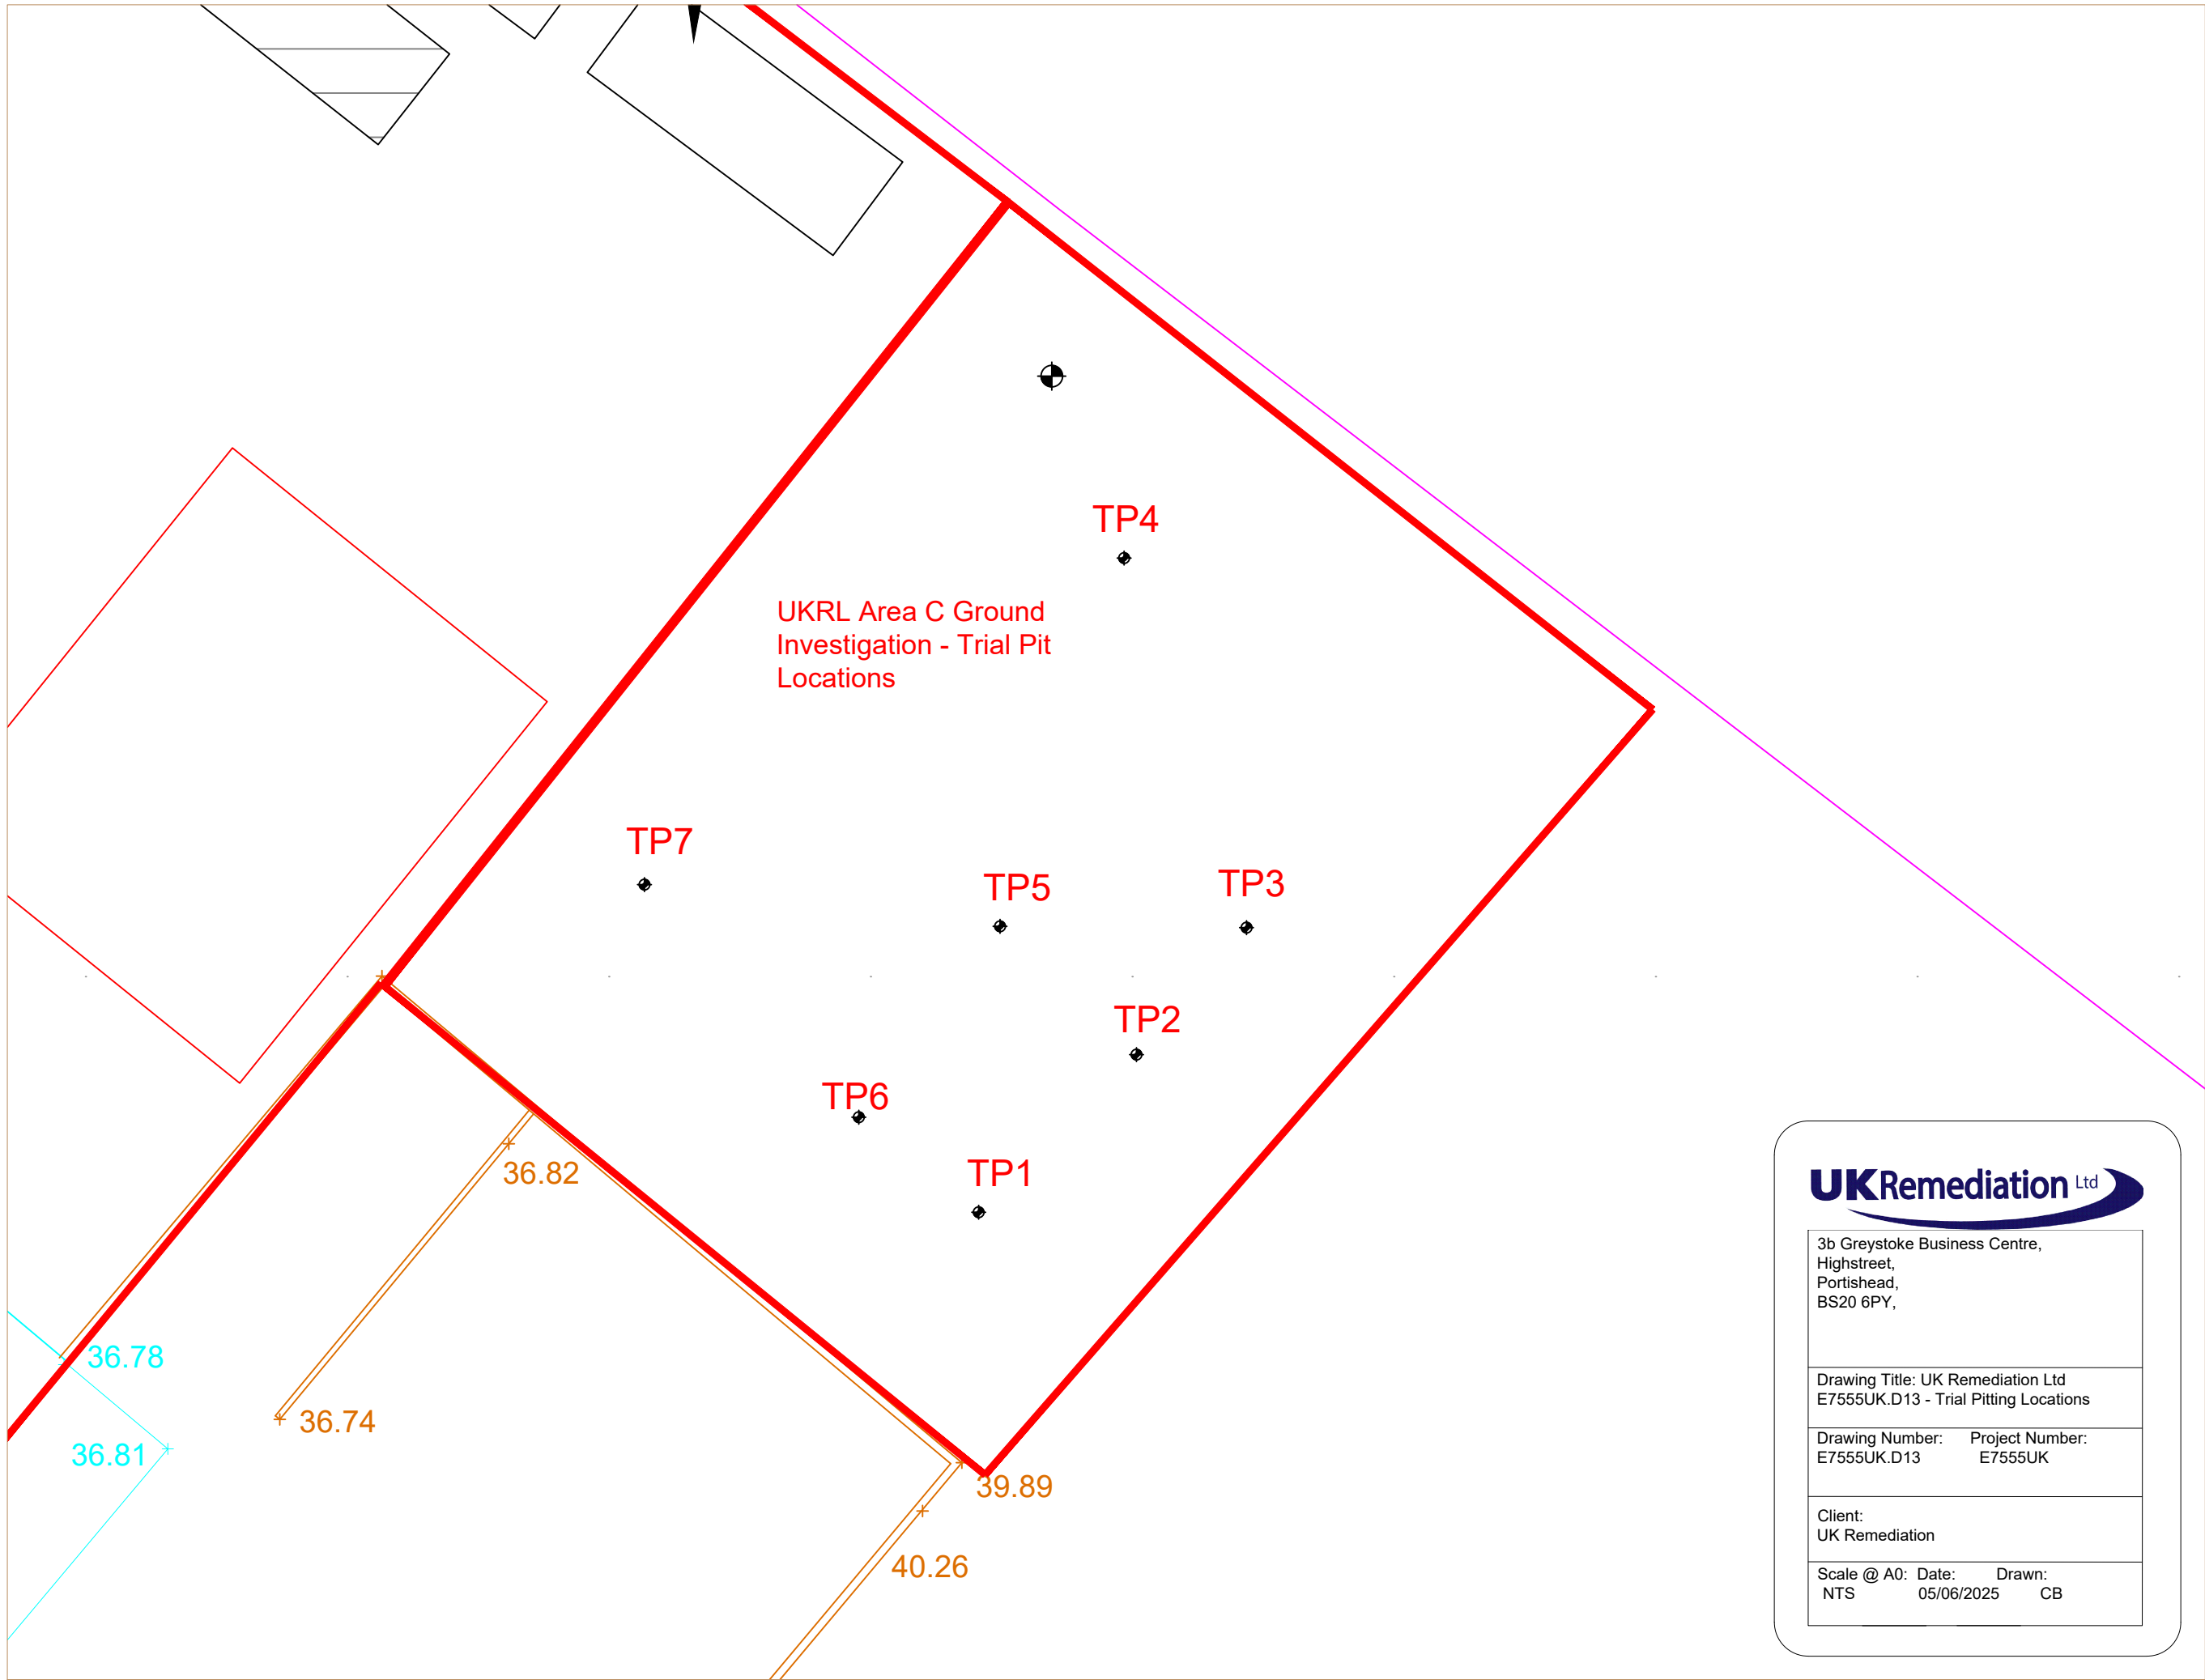 TP4
UKRL Area C Ground
Investigation - Trial Pit
Locations
TP7
TP5
TP3
TP2
TP6
TP1
36.82
36.78
36.74
36.81
39.89
40.26
UKRemediation Ltd
3b Greystoke Business Centre,
Highstreet,
Portishead,
BS20 6PY,
Drawing Title: UK Remediation Ltd
E7555UK.D13 - Trial Pitting Locations
Drawing Number: Project Number:
E7555UK.D13 E7555UK
Client:
UK Remediation
Scale @ A0: Date: Drawn:
NTS 05/06/2025 CB